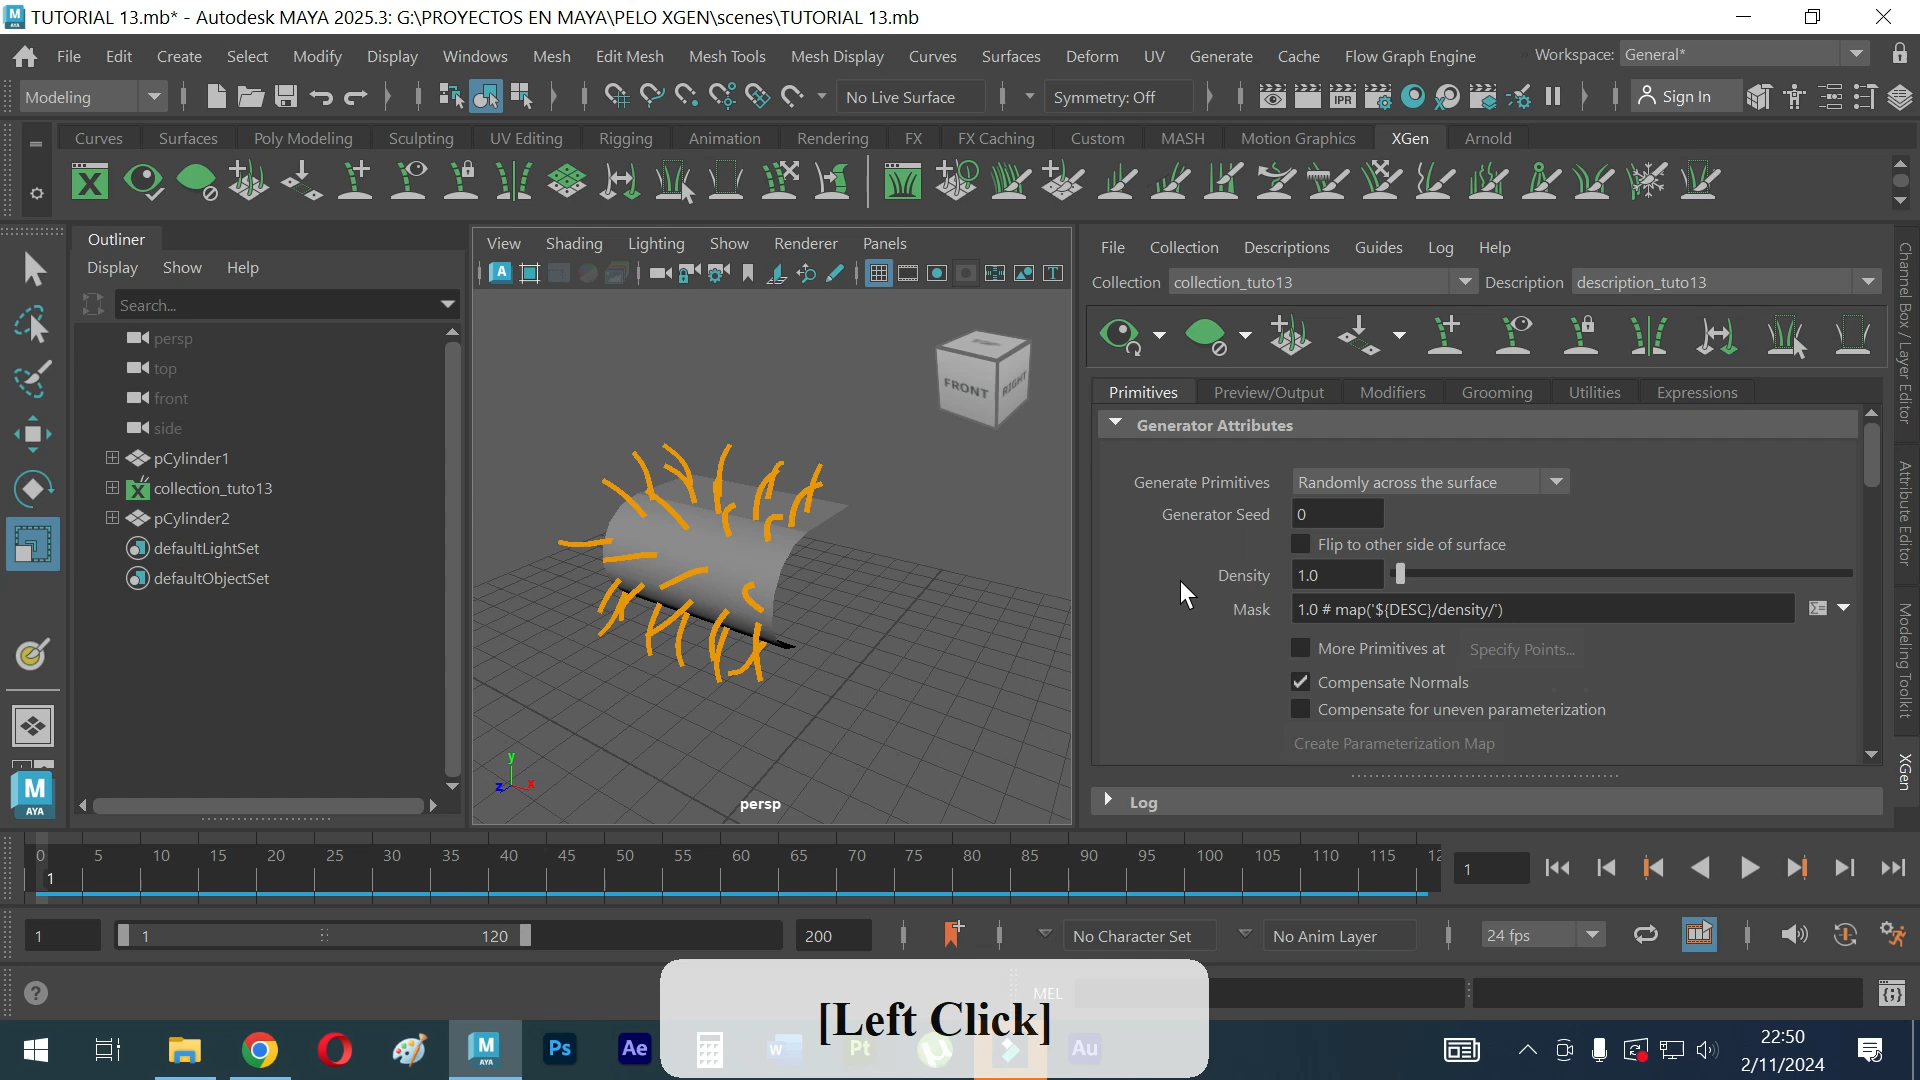 TUTORIAL 13.mb* - Autodesk MAYA 2025.3: G:\PROYECTOS EN MAYA\PELO XGEN\scenes\TUTORIAL 13.mb
File Edit Create Select Modify Display Windows Mesh Edit Mesh Mesh Tools Mesh Display Curves Surfaces Deform UV Generate Cache Flow Graph Engine Workspace: General*
Modeling No Live Surface Symmetry: Off IPR Sign In
Curves Surfaces Poly Modeling Sculpting UV Editing Rigging Animation Rendering FX FX Caching Custom MASH Motion Graphics XGen Arnold
Outliner
Display Show Help
Search...
persp
top
front
side
pCylinder1
collection_tuto13
pCylinder2
defaultLightSet
defaultObjectSet
View Shading Lighting Show Renderer Panels
FRONT RIGHT
y
z x
persp
File Collection Descriptions Guides Log Help
Collection collection_tuto13 Description description_tuto13
Primitives Preview/Output Modifiers Grooming Utilities Expressions
Generator Attributes
Generate Primitives Randomly across the surface
Generator Seed 0
Flip to other side of surface
Density 1.0
Mask 1.0 # map('${DESC}/density/')
More Primitives at Specify Points...
Compensate Normals
Compensate for uneven parameterization
Create Parameterization Map
Log
Channel Box / Layer Editor
Attribute Editor
Modeling Toolkit
XGen
M
AYA
0 5 10 15 20 25 30 35 40 45 50 55 60 65 70 75 80 85 90 95 100 105 110 115 12
1
1
1 1 120 200 No Character Set No Anim Layer 24 fps
MEL
[Left Click]
M AYA Ps Ae W Pt Au
22:50
2/11/2024